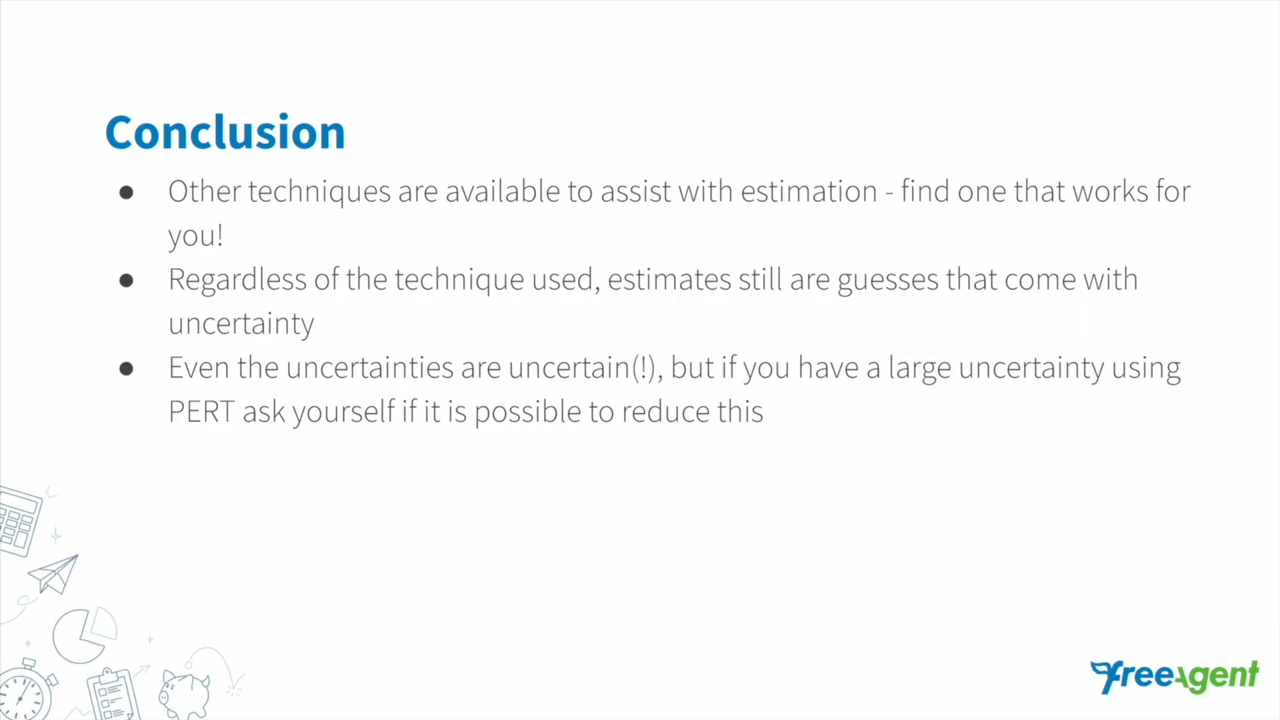 Conclusion
● Other techniques are available to assist with estimation - find one that works for
you!
● Regardless of the technique used, estimates still are guesses that come with
uncertainty
● Even the uncertainties are uncertain(!), but if you have a large uncertainty using
PERT ask yourself if it is possible to reduce this
freeAgent